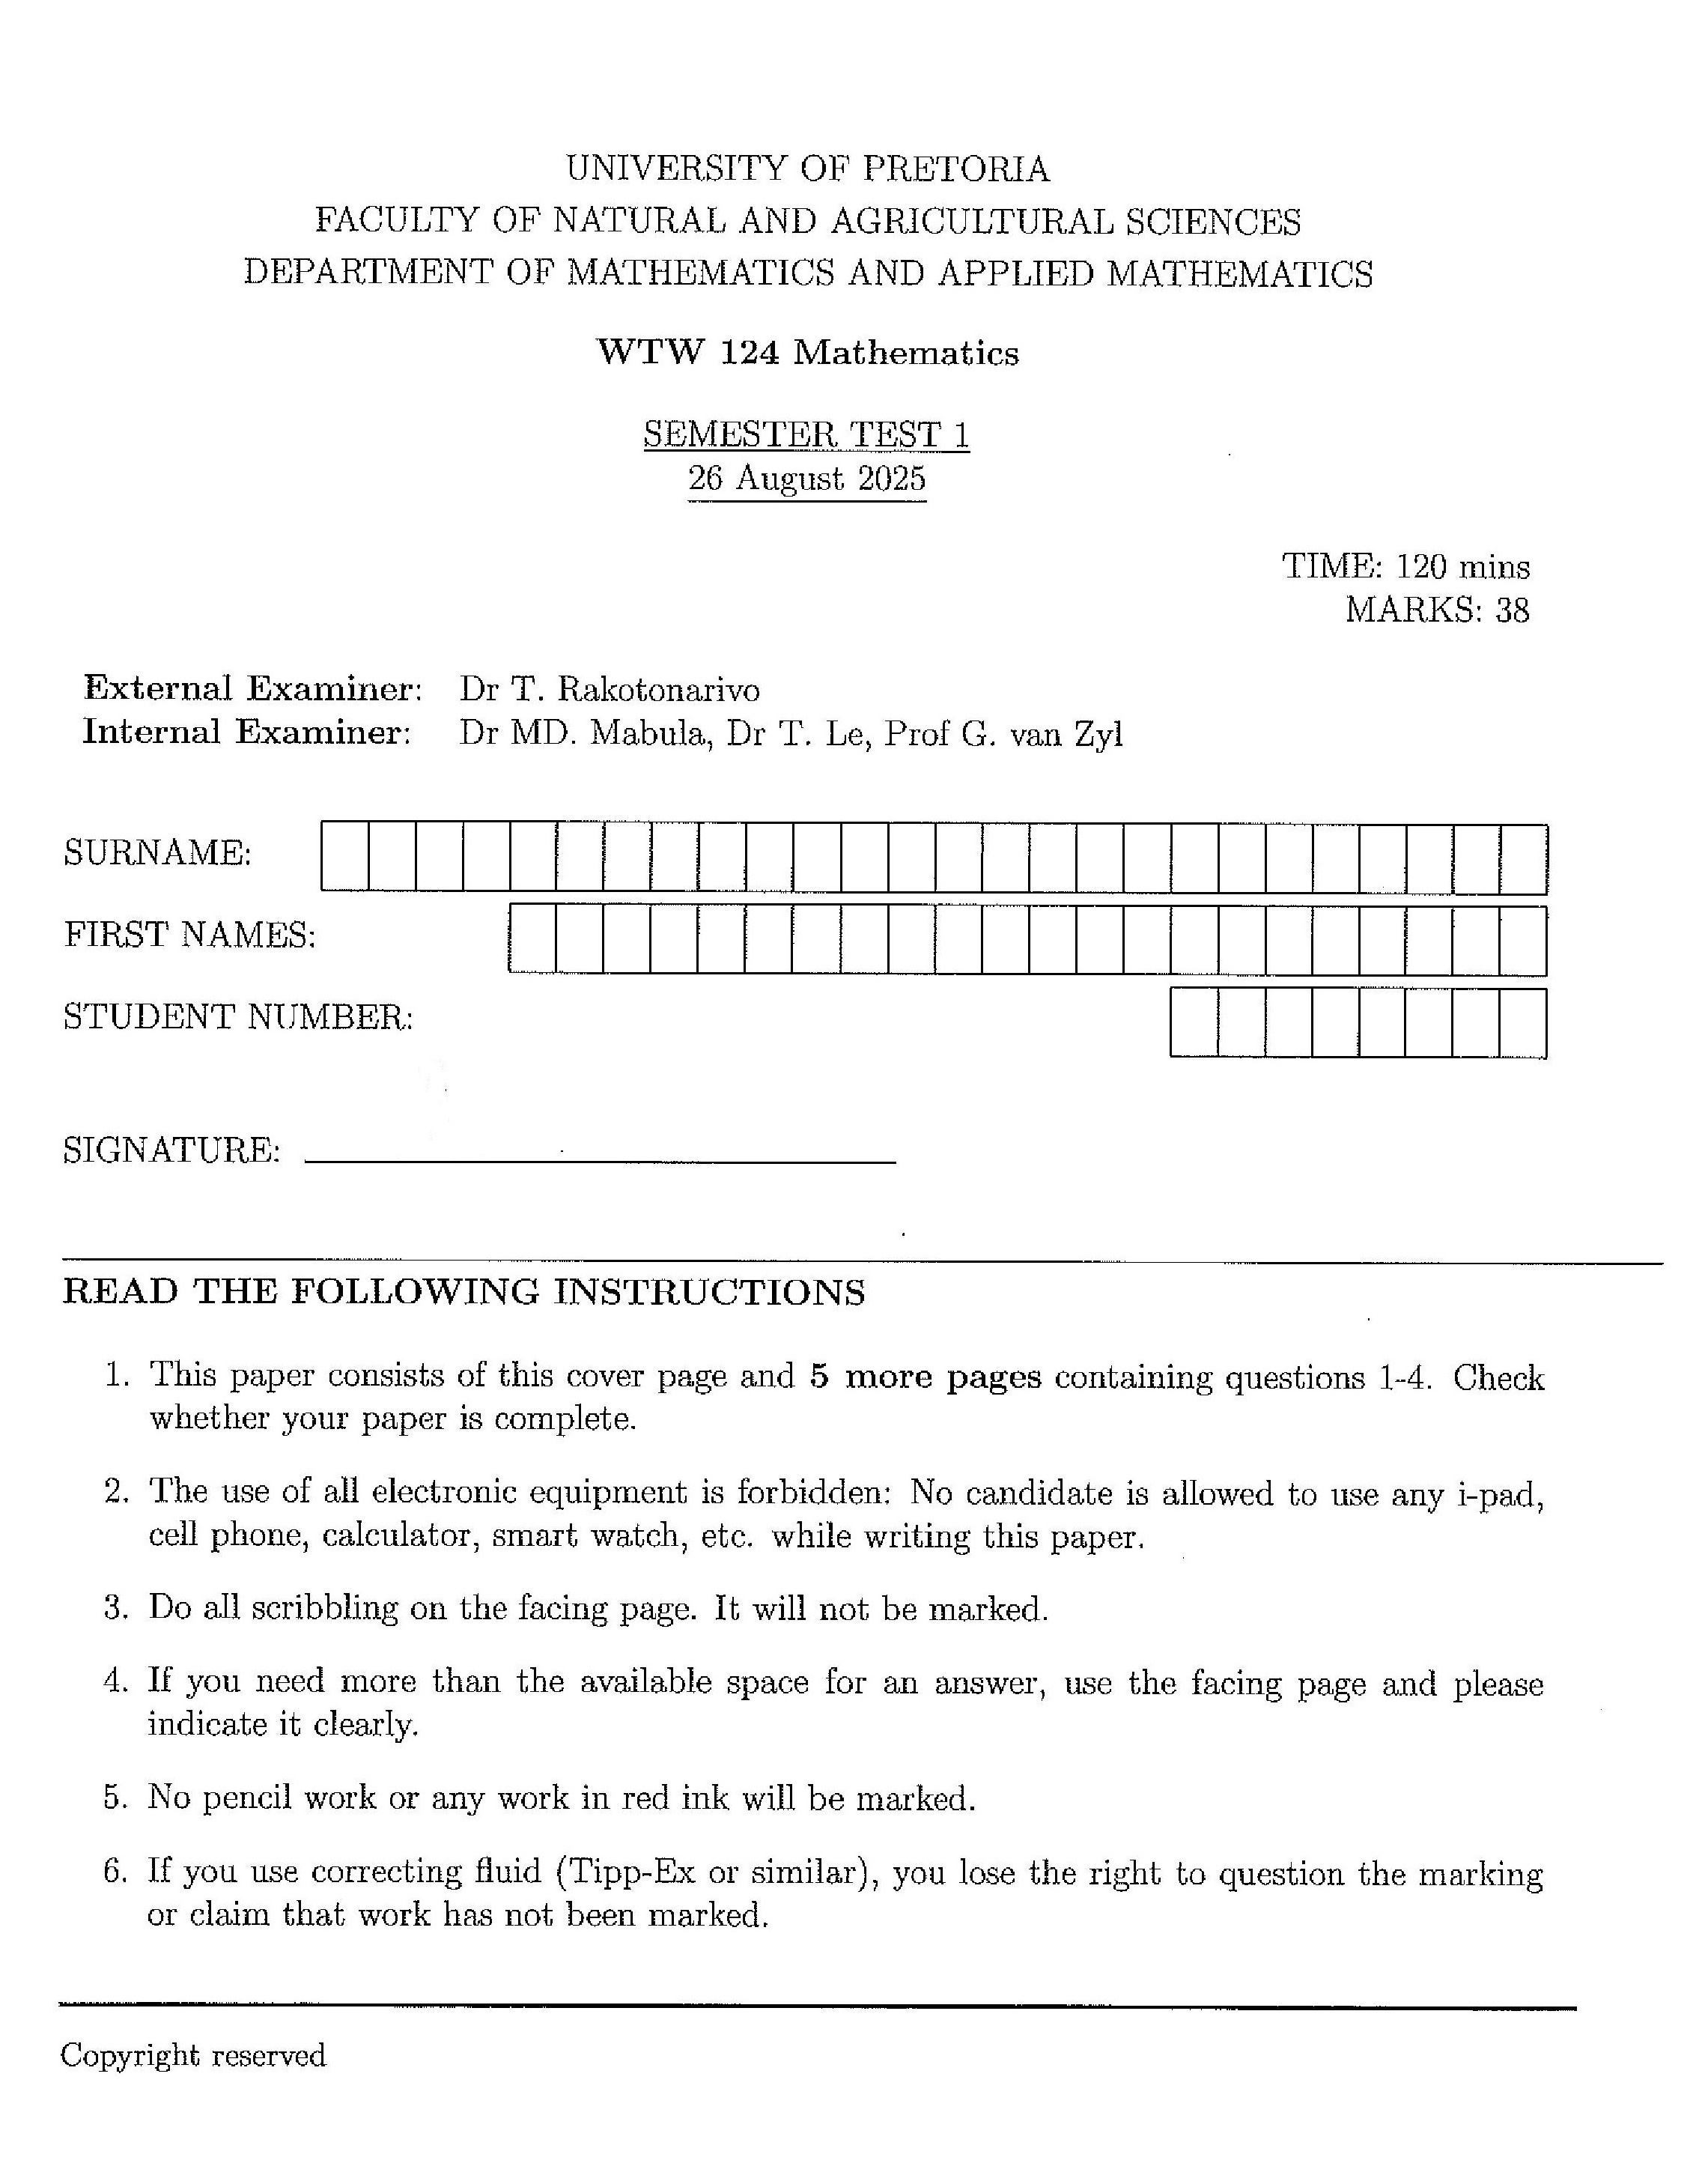 UNIVERSITY OF PRETORIA
FACULTY OF NATURAL AND AGRICULTURAL SCIENCES
DEPARTMENT OF MATHEMATICS AND APPLIED MATHEMATICS
WTW 124 Mathematics
SEMESTER TEST 1
26 August 2025
TIME: 120 mins
MARKS: 38
External Examiner: Dr T. Rakotonarivo
Internal Examiner: Dr MD. Mabula, Dr T. Le, Prof G. van Zyl
SURNAME:
FIRST NAMES:
STUDENT NUMBER:
SIGNATURE:
READ THE FOLLOWING INSTRUCTIONS
1. This paper consists of this cover page and 5 more pages containing questions 1-4. Check
whether your paper is complete.
2. The use of all electronic equipment is forbidden: No candidate is allowed to use any i-pad,
cell phone, calculator, smart watch, etc. while writing this paper.
3. Do all scribbling on the facing page. It will not be marked.
4. If you need more than the available space for an answer, use the facing page and please
indicate it clearly.
5. No pencil work or any work in red ink will be marked.
6. If you use correcting fluid (Tipp-Ex or similar), you lose the right to question the marking
or claim that work has not been marked.
Copyright reserved